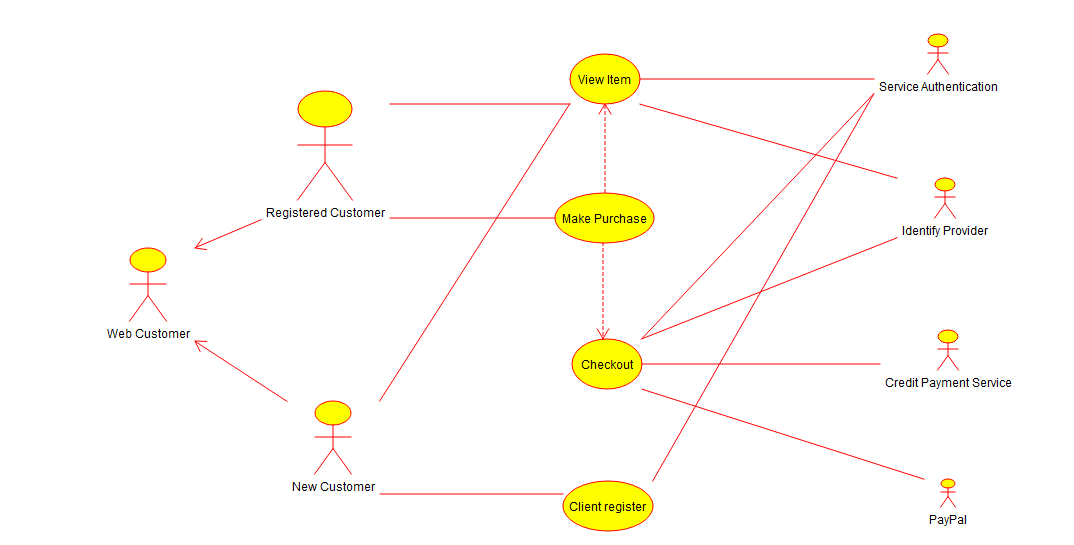 View Item
Service Authentication
Registered Customer
Make Purchase
Identify Provider
Web Customer
Checkout
Credit Payment Service
New Customer
Client register
PayPal